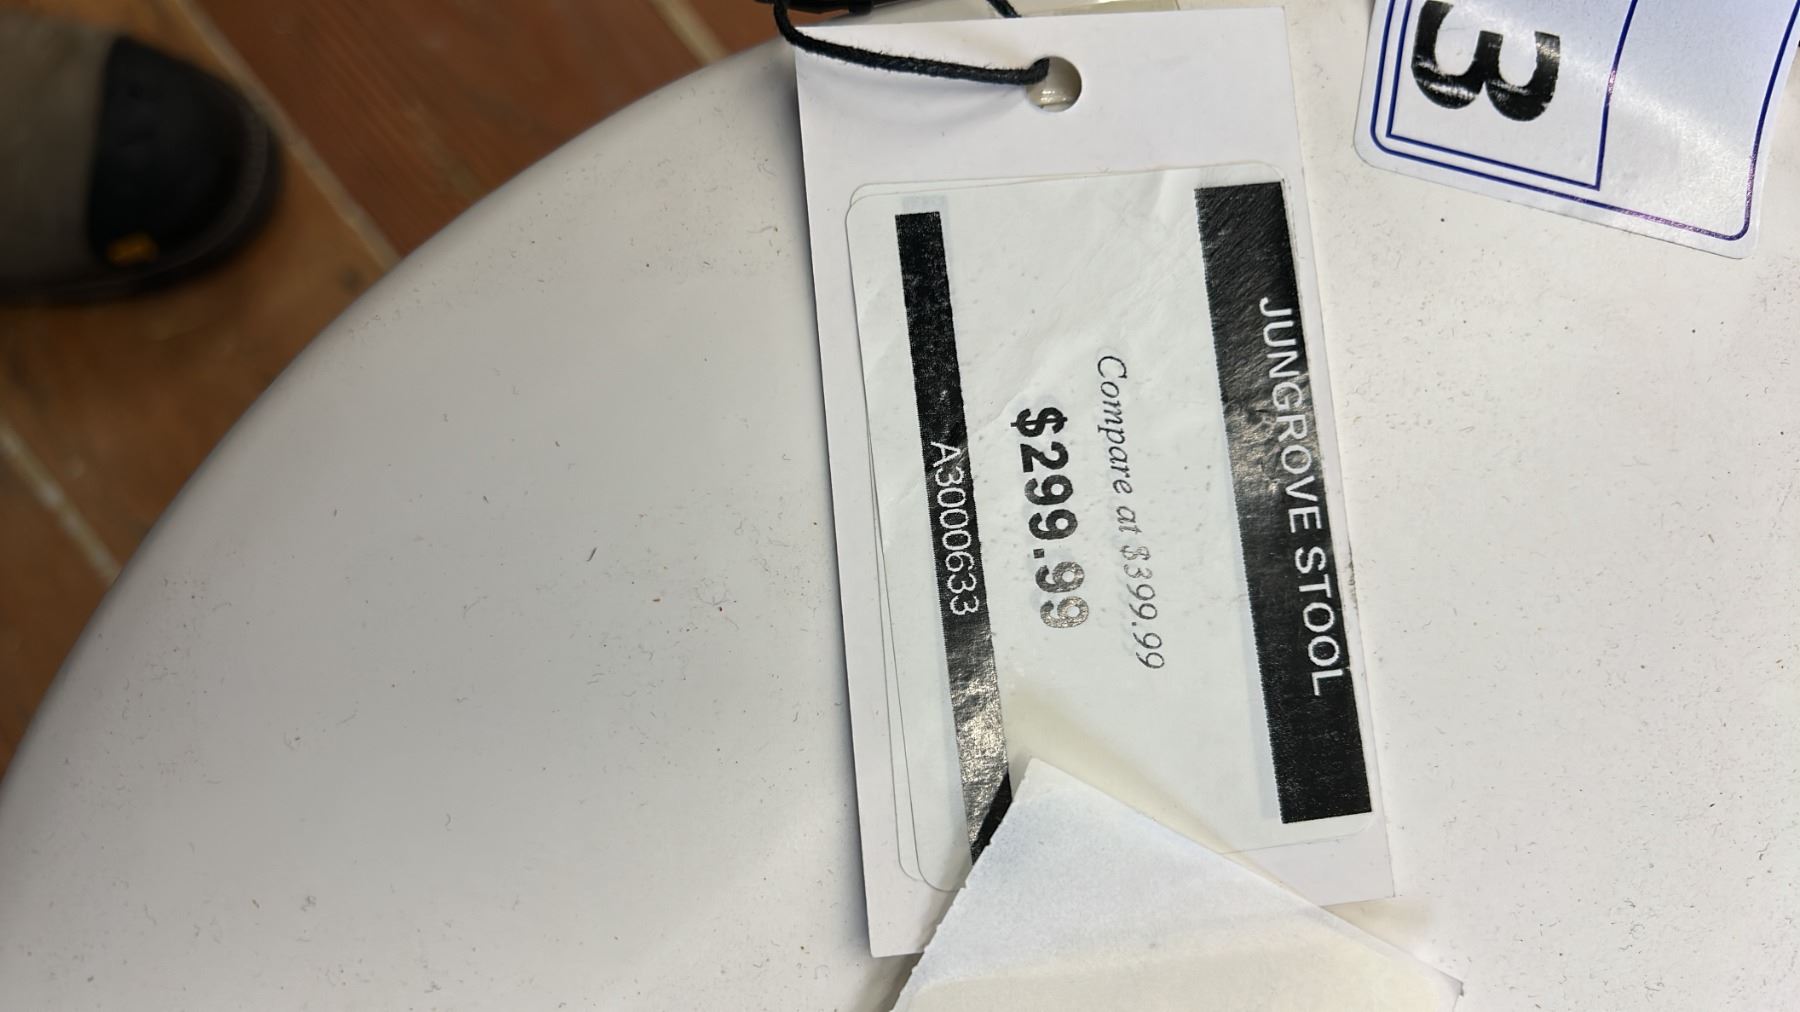 JUNGROVE STOOL
Compare at $399.99
$299.99
A3000633
3